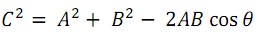 C² = A² + B² − 2AB cos θ